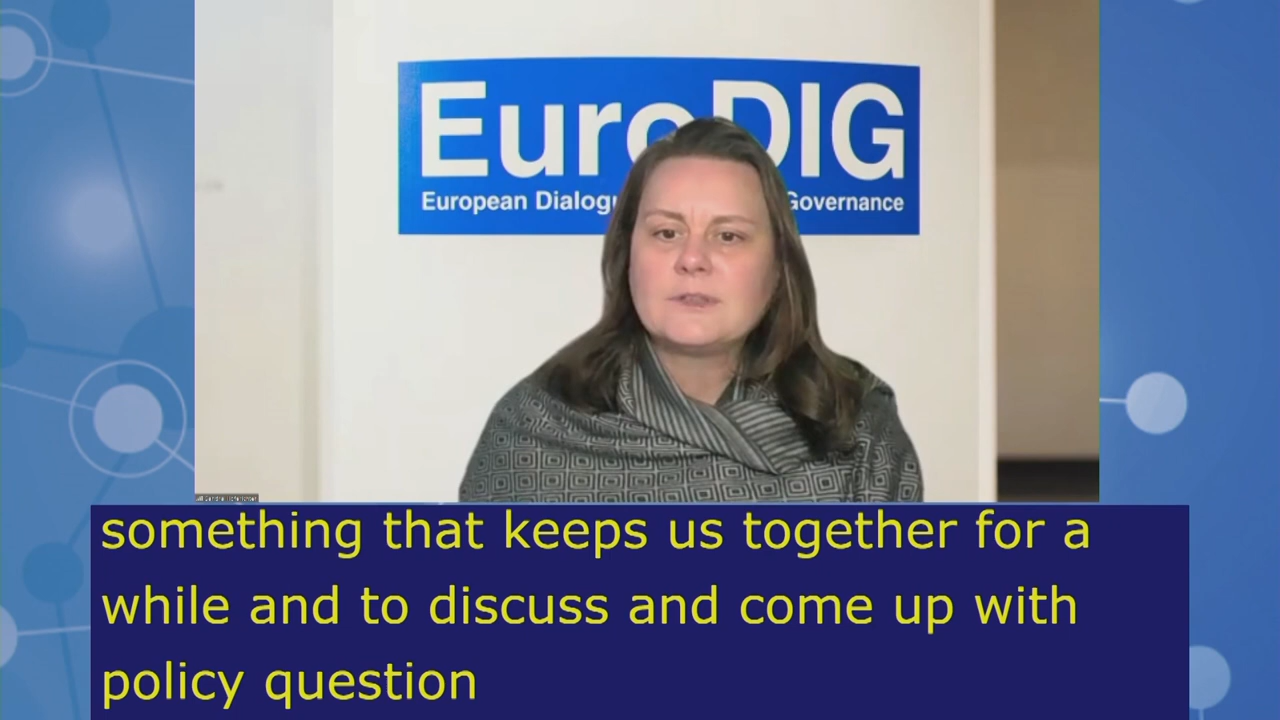 EuroDIG
European Dialogu Governance
something that keeps us together for a
while and to discuss and come up with
policy question